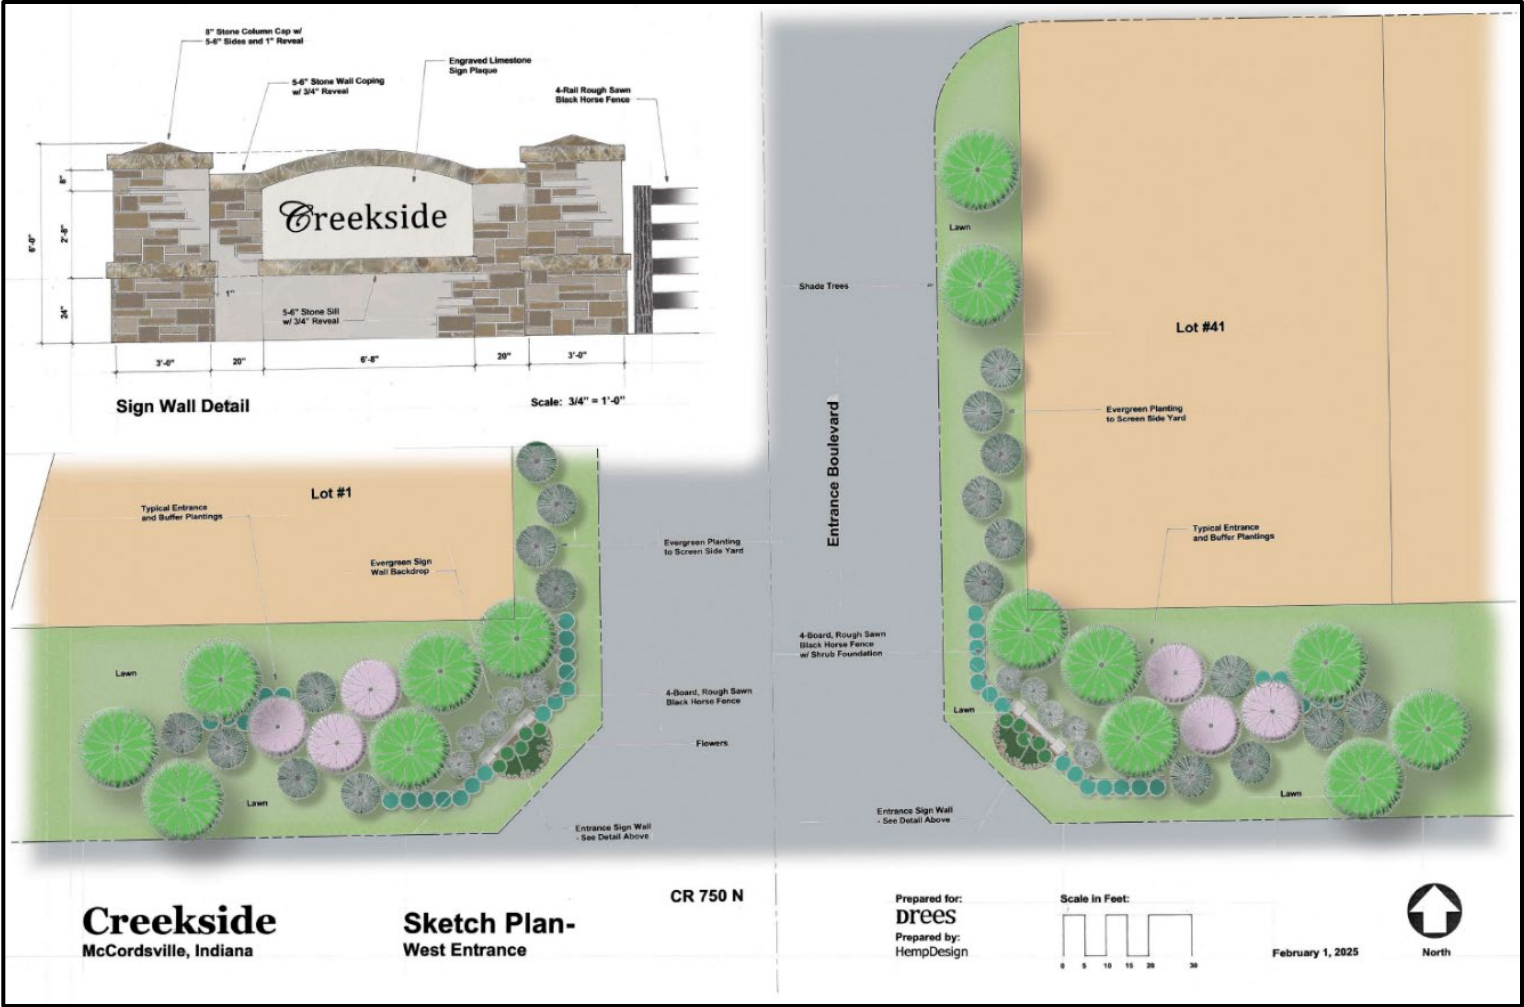 8" Stone Column Cap w/
5-6" Sides and 1" Reveal
5-6" Stone Wall Coping
w/ 3/4" Reveal
Engraved Limestone
Sign Plaque
4-Rail Rough Sawn
Black Horse Fence
Creekside
6'-0"
8"
2'-8"
24"
1"
5-6" Stone Sill
w/ 3/4" Reveal
3'-0"
20"
6'-8"
20"
3'-0"
Sign Wall Detail
Scale: 3/4" = 1'-0"
Lawn
Shade Trees
Lot #41
Evergreen Planting
to Screen Side Yard
Entrance Boulevard
Lot #1
Typical Entrance
and Buffer Plantings
Evergreen Sign
Wall Backdrop
Evergreen Planting
to Screen Side Yard
Typical Entrance
and Buffer Plantings
4-Board, Rough Sawn
Black Horse Fence
w/ Shrub Foundation
Lawn
4-Board, Rough Sawn
Black Horse Fence
Lawn
Flowers
Lawn
Lawn
Entrance Sign Wall
- See Detail Above
Entrance Sign Wall
- See Detail Above
CR 750 N
Creekside
McCordsville, Indiana
Sketch Plan-
West Entrance
Prepared for:
Drees
Prepared by:
HempDesign
Scale in Feet:
0 5 10 15 20 30
February 1, 2025
North